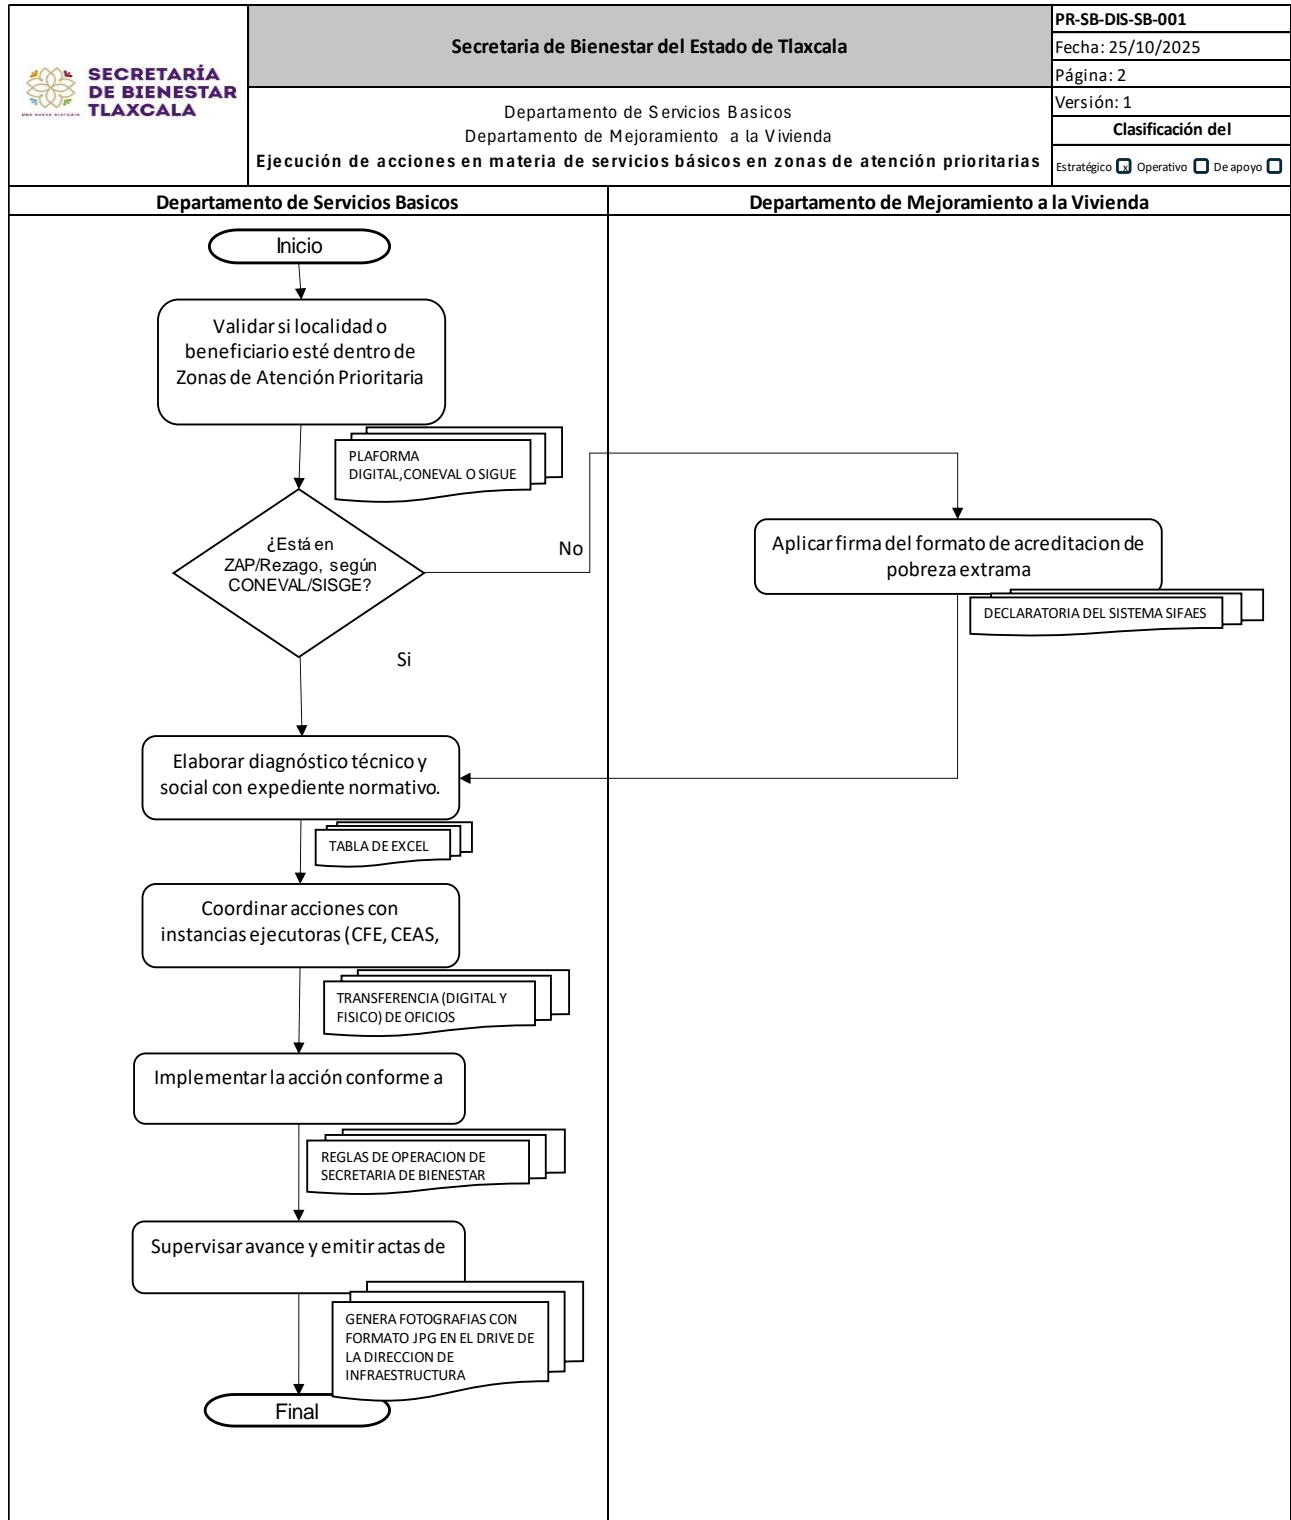 SECRETARÍA
DE BIENESTAR
TLAXCALA
UNA NUEVA HISTORIA
Secretaria de Bienestar del Estado de Tlaxcala
Departamento de Servicios Basicos
Departamento de Mejoramiento a la Vivienda
Ejecución de acciones en materia de servicios básicos en zonas de atención prioritarias
PR-SB-DIS-SB-001
Fecha: 25/10/2025
Página: 2
Versión: 1
Clasificación del
Estratégico x Operativo De apoyo
Departamento de Servicios Basicos
Departamento de Mejoramiento a la Vivienda
Inicio
Validar si localidad o
beneficiario esté dentro de
Zonas de Atención Prioritaria
PLAFORMA
DIGITAL,CONEVAL O SIGUE
¿Está en
ZAP/Rezago, según
CONEVAL/SISGE?
No
Aplicar firma del formato de acreditacion de
pobreza extrama
DECLARATORIA DEL SISTEMA SIFAES
Si
Elaborar diagnóstico técnico y
social con expediente normativo.
TABLA DE EXCEL
Coordinar acciones con
instancias ejecutoras (CFE, CEAS,
TRANSFERENCIA (DIGITAL Y
FISICO) DE OFICIOS
Implementar la acción conforme a
REGLAS DE OPERACION DE
SECRETARIA DE BIENESTAR
Supervisar avance y emitir actas de
GENERA FOTOGRAFIAS CON
FORMATO JPG EN EL DRIVE DE
LA DIRECCION DE
INFRAESTRUCTURA
Final